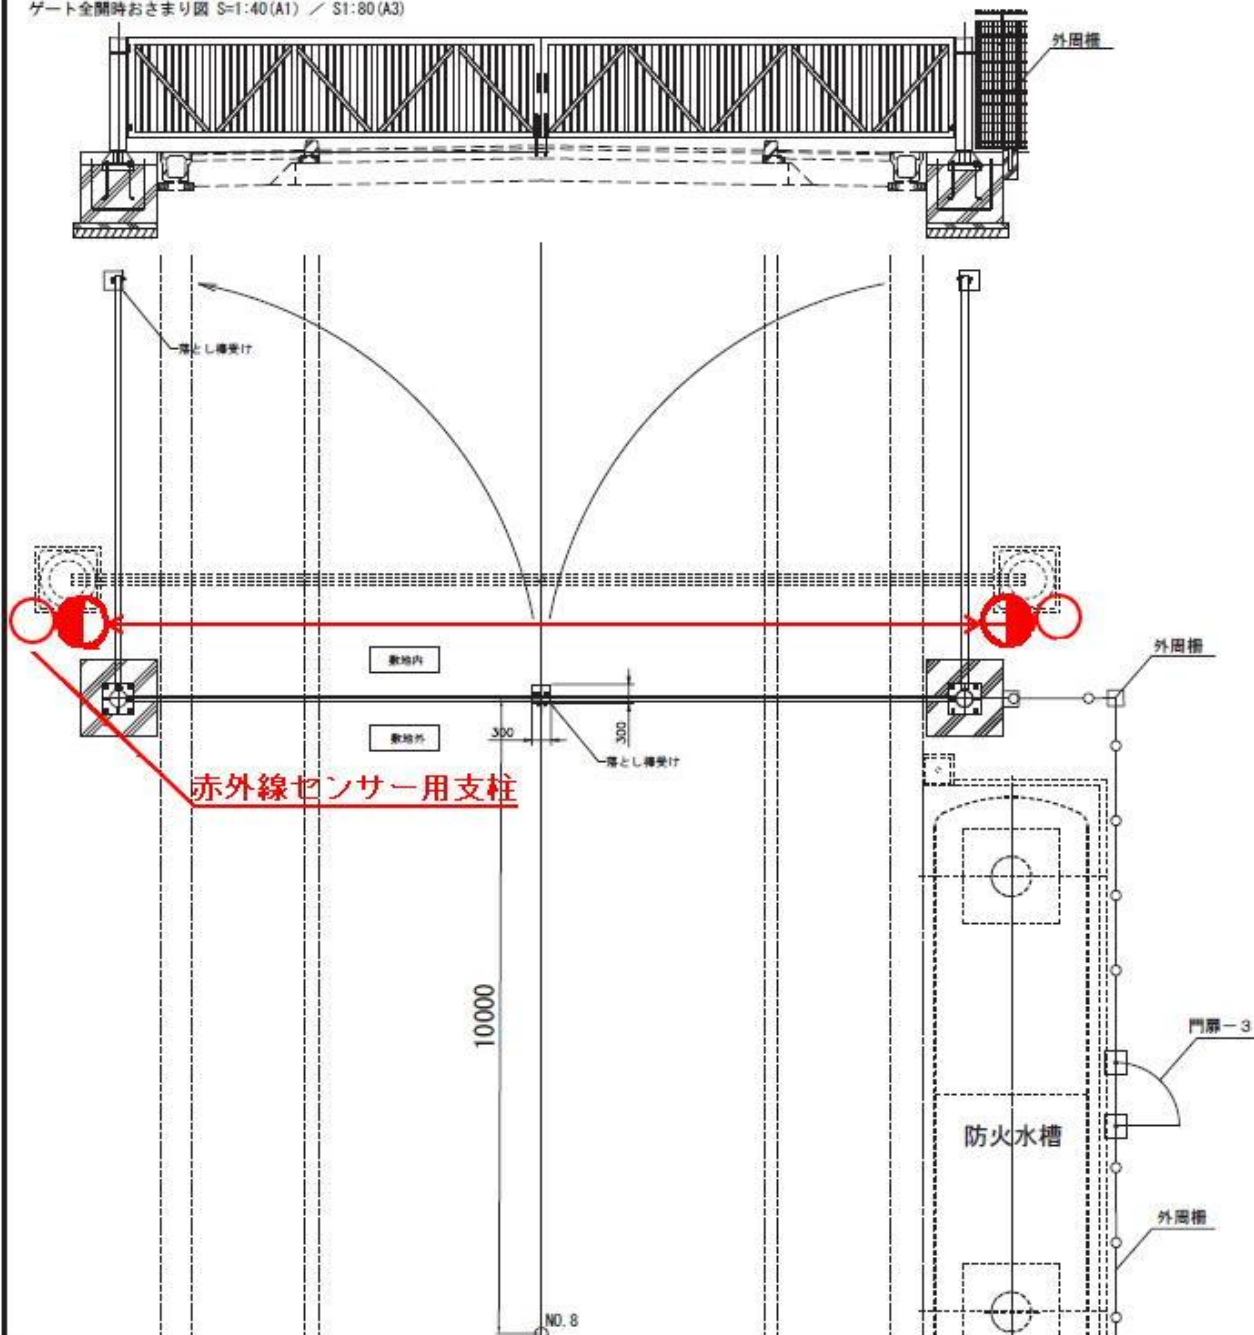 ゲート全開時おさまり図 S=1:40(A1) / S1:80(A3)
外周柵
落とし棒受け
敷地内
外周柵
敷地外
300
300
落とし棒受け
赤外線センサー用支柱
10000
門扉-3
防火水槽
外周柵
NO.8